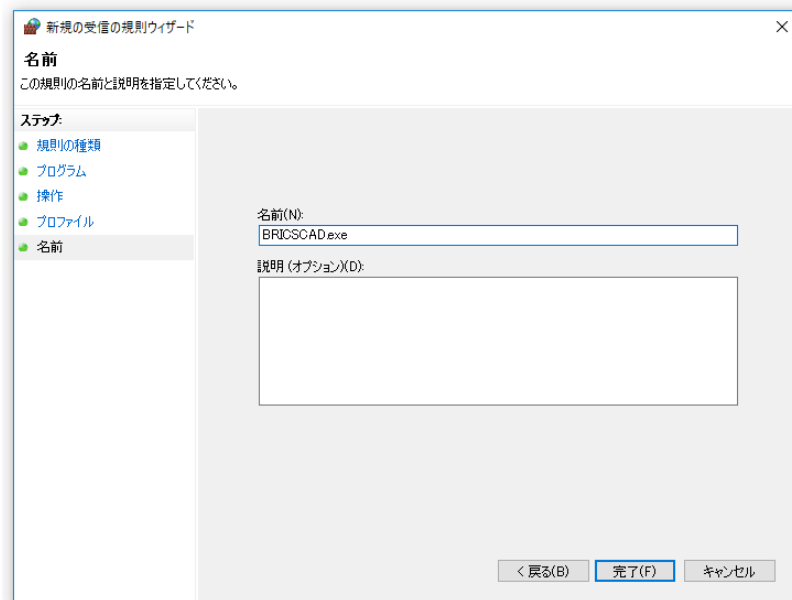 新規の受信の規則ウィザード
名前
この規則の名前と説明を指定してください。
ステップ:
規則の種類
プログラム
操作
プロファイル
名前
名前(N):
BRICSCAD.exe
説明 (オプション)(D):
< 戻る(B)
完了(F)
キャンセル